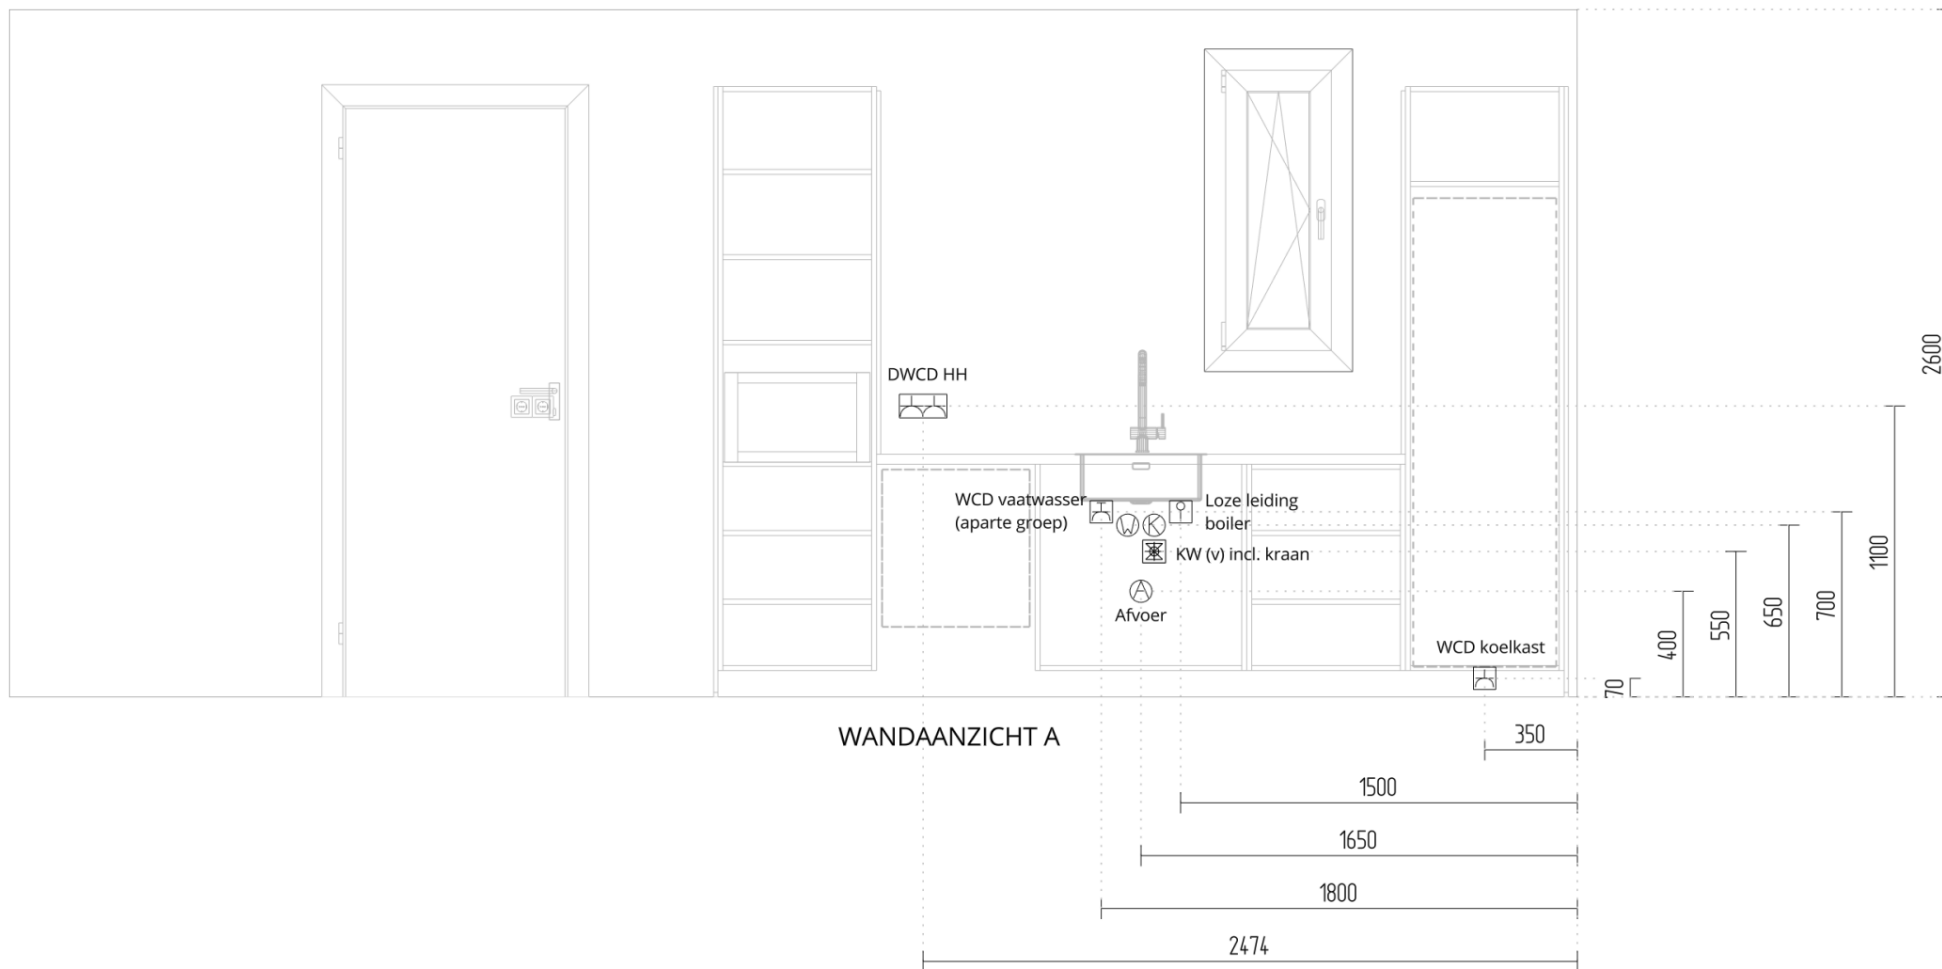 2600
DWCD HH
WCD vaatwasser
(aparte groep)
Loze leiding
boiler
W
K
KW (v) incl. kraan
A
Afvoer
WCD koelkast
70
400
550
650
700
1100
WANDAANZICHT A
350
1500
1650
1800
2474